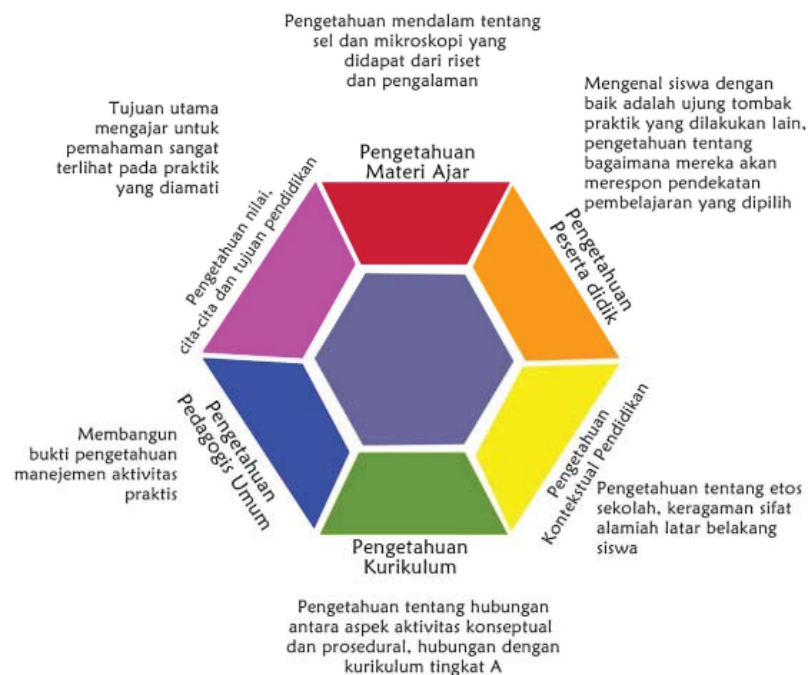 Pengetahuan mendalam tentang
sel dan mikroskopi yang
didapat dari riset
dan pengalaman
Tujuan utama
mengajar untuk
pemahaman sangat
terlihat pada praktik
yang diamati
Mengenal siswa dengan
baik adalah ujung tombak
praktik yang dilakukan lain,
pengetahuan tentang
bagaimana mereka akan
merespon pendekatan
pembelajaran yang dipilih
Pengetahuan
Materi Ajar
Pengetahuan nilai,
cita-cita dan tujuan pendidikan
Pengetahuan
Peserta didik
Membangun
bukti pengetahuan
manajemen aktivitas
praktis
Pengetahuan
Pedagogis Umum
Pengetahuan
Kontekstual Pendidikan
Pengetahuan tentang etos
sekolah, keragaman sifat
alamiah latar belakang
siswa
Pengetahuan
Kurikulum
Pengetahuan tentang hubungan
antara aspek aktivitas konseptual
dan prosedural, hubungan dengan
kurikulum tingkat A